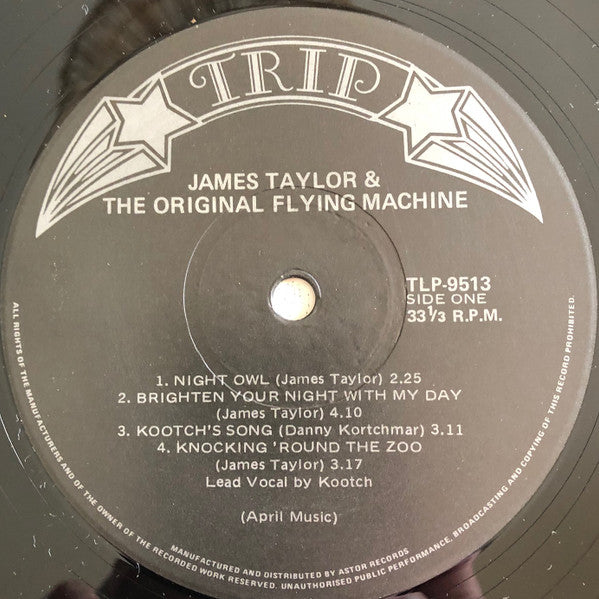 TRIP
JAMES TAYLOR &
THE ORIGINAL FLYING MACHINE
TLP-9513
SIDE ONE
33⅓ R.P.M.
1. NIGHT OWL (James Taylor) 2.25
2. BRIGHTEN YOUR NIGHT WITH MY DAY
(James Taylor) 4.10
3. KOOTCH'S SONG (Danny Kortchmar) 3.11
4. KNOCKING 'ROUND THE ZOO
(James Taylor) 3.17
Lead Vocal by Kootch
(April Music)
MANUFACTURED AND DISTRIBUTED BY ASTOR RECORDS
ALL RIGHTS OF THE MANUFACTURERS AND OF THE OWNER OF THE RECORDED WORK RESERVED. UNAUTHORISED PUBLIC PERFORMANCE, BROADCASTING AND COPYING OF THIS RECORD PROHIBITED.